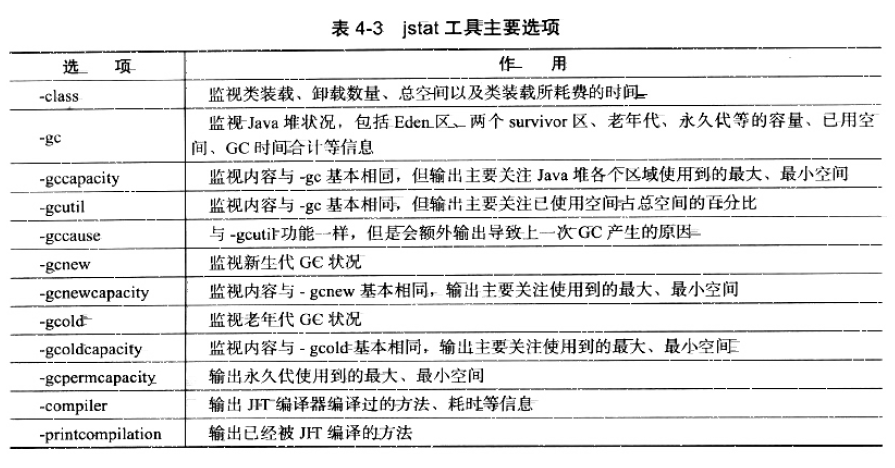 表 4-3 jstat 工具主要选项
选 项 作 用
-class 监视类装载、卸载数量、总空间以及类装载所耗费的时间
-gc 监视 Java 堆状况，包括 Eden 区、两个 survivor 区、老年代、永久代等的容量、已用空
间、GC 时间合计等信息
-gccapacity 监视内容与 -gc 基本相同，但输出主要关注 Java 堆各个区域使用到的最大、最小空间
-gcutil 监视内容与 -gc 基本相同，但输出主要关注已使用空间占总空间的百分比
-gccause 与 -gcutil 功能一样，但是会额外输出导致上一次 GC 产生的原因
-gcnew 监视新生代 GC 状况
-gcnewcapacity 监视内容与 - gcnew 基本相同，输出主要关注使用到的最大、最小空间
-gcold 监视老年代 GC 状况
-gcoldcapacity 监视内容与 - gcold 基本相同，输出主要关注使用到的最大、最小空间
-gcpermcapacity 输出永久代使用到的最大、最小空间
-compiler 输出 JIT 编译器编译过的方法、耗时等信息
-printcompilation 输出已经被 JIT 编译的方法